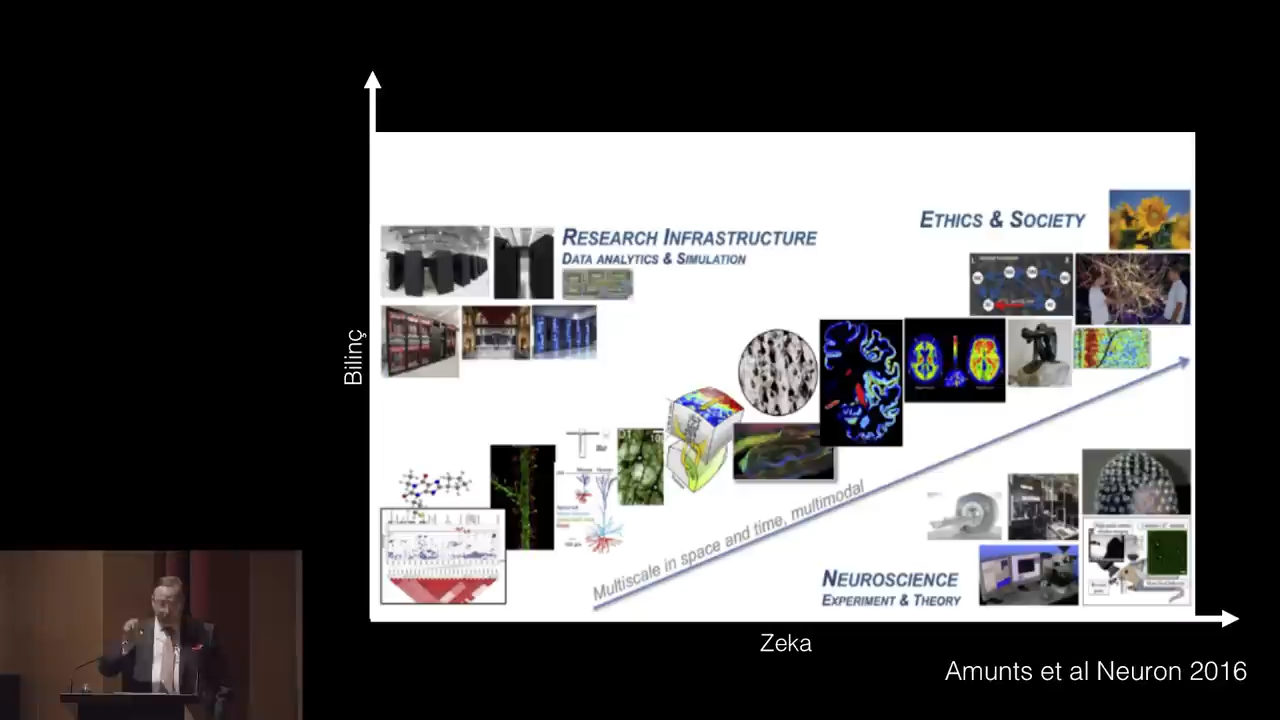 ETHICS & SOCIETY
RESEARCH INFRASTRUCTURE
DATA ANALYTICS & SIMULATION
Bilinç
Multiscale in space and time, multimodal
NEUROSCIENCE
EXPERIMENT & THEORY
Zeka
Amunts et al Neuron 2016